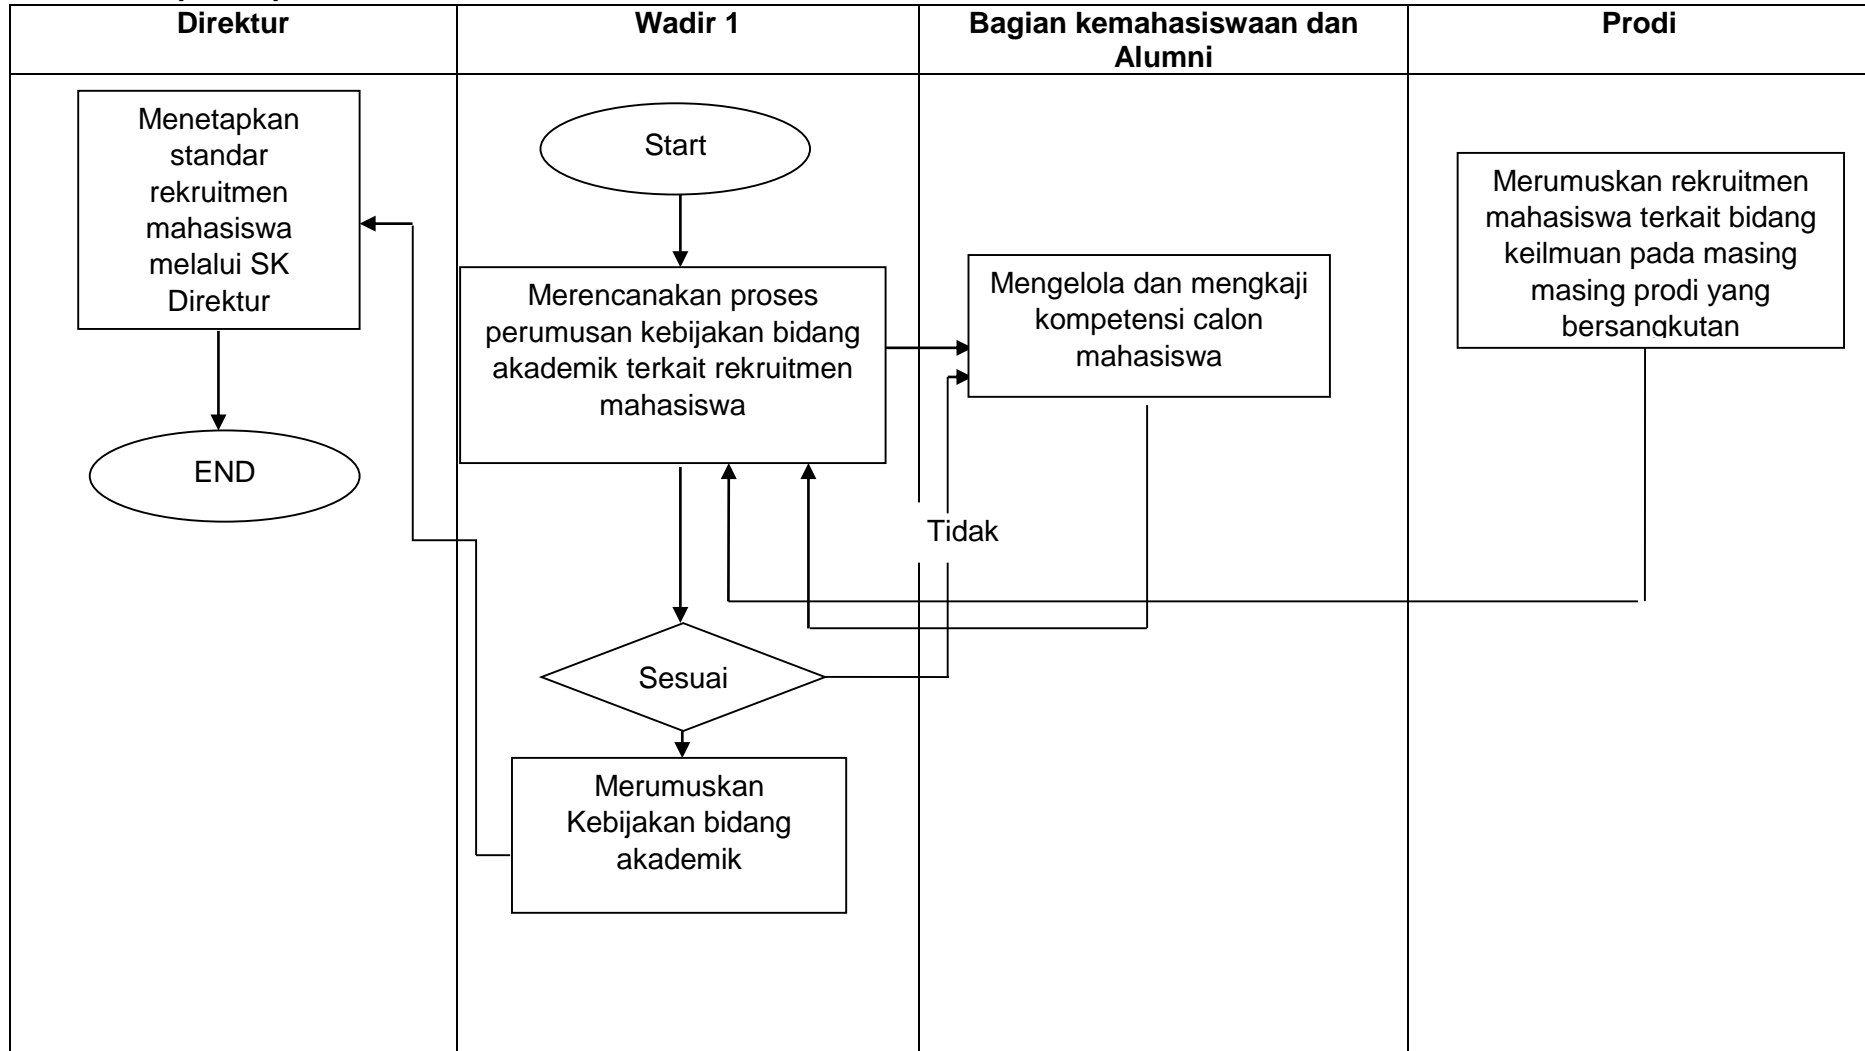 Direktur
Wadir 1
Bagian kemahasiswaan dan
Alumni
Prodi
Menetapkan
standar
rekruitmen
mahasiswa
melalui SK
Direktur
END
Start
Merencanakan proses
perumusan kebijakan bidang
akademik terkait rekruitmen
mahasiswa
Sesuai
Merumuskan
Kebijakan bidang
akademik
Mengelola dan mengkaji
kompetensi calon
mahasiswa
Tidak
Merumuskan rekruitmen
mahasiswa terkait bidang
keilmuan pada masing
masing prodi yang
bersangkutan